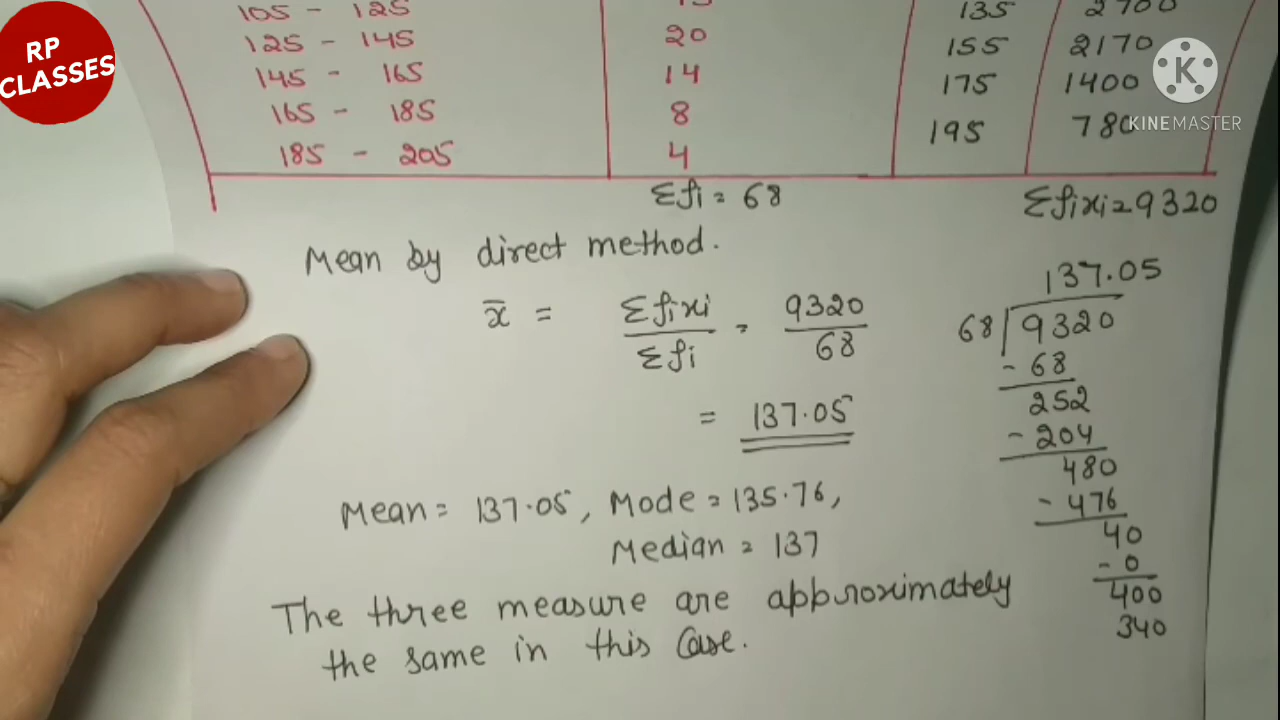 RP
CLASSES
105 - 125 135 2700
125 - 145 20 155 2170
145 - 165 14 175 1400
165 - 185 8 195 780
185 - 205 4
Σfi = 68 Σfixi = 9320
KINEMASTER
Mean by direct method.
x̄ = Σfixi / Σfi = 9320 / 68
= 137.05
Mean = 137.05, Mode = 135.76,
Median = 137
The three measure are approximately
the same in this Case.
137.05
68 9320
- 68
252
- 204
480
- 476
40
- 0
400
340